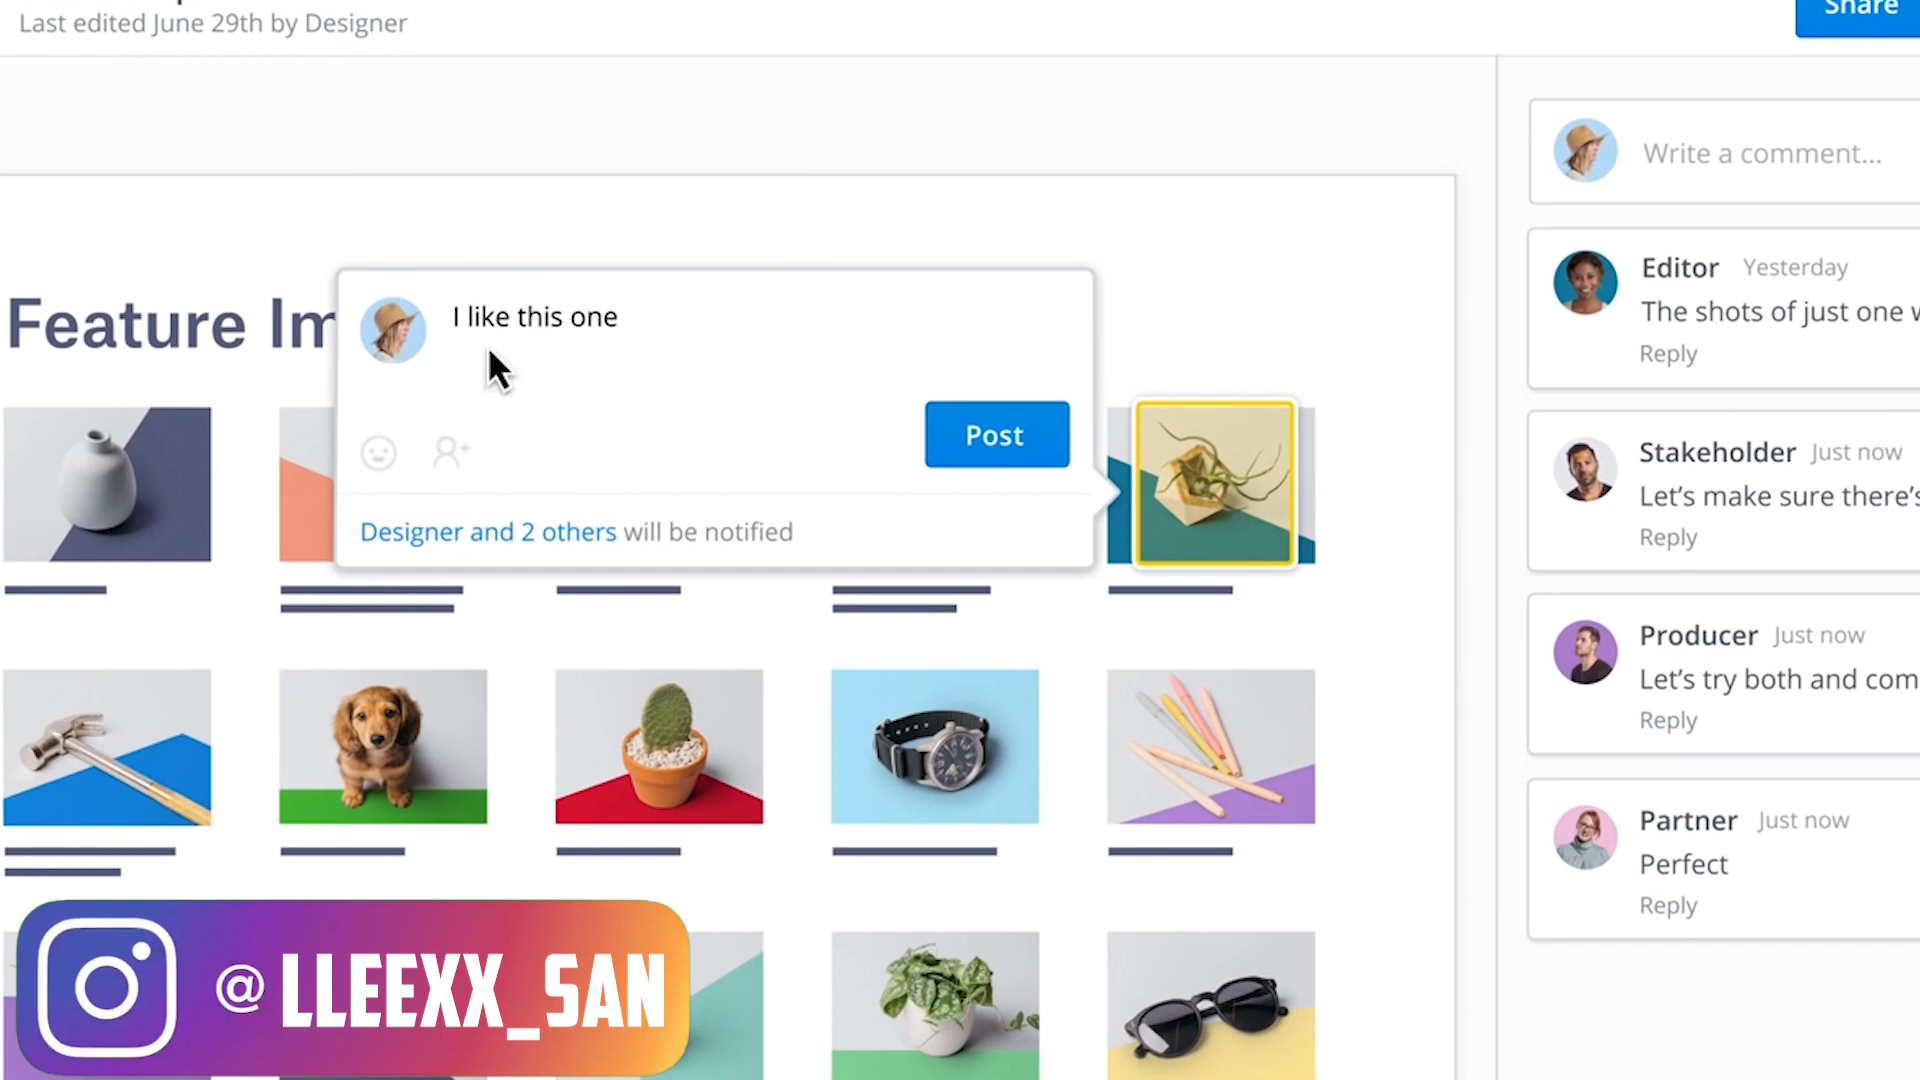 Last edited June 29th by Designer
Share
Write a comment...
Feature Im
I like this one
Post
Designer and 2 others will be notified
Editor Yesterday
The shots of just one
Reply
Stakeholder Just now
Let's make sure there's
Reply
Producer Just now
Let's try both and com
Reply
Partner Just now
Perfect
Reply
@LLEEXX_SAN